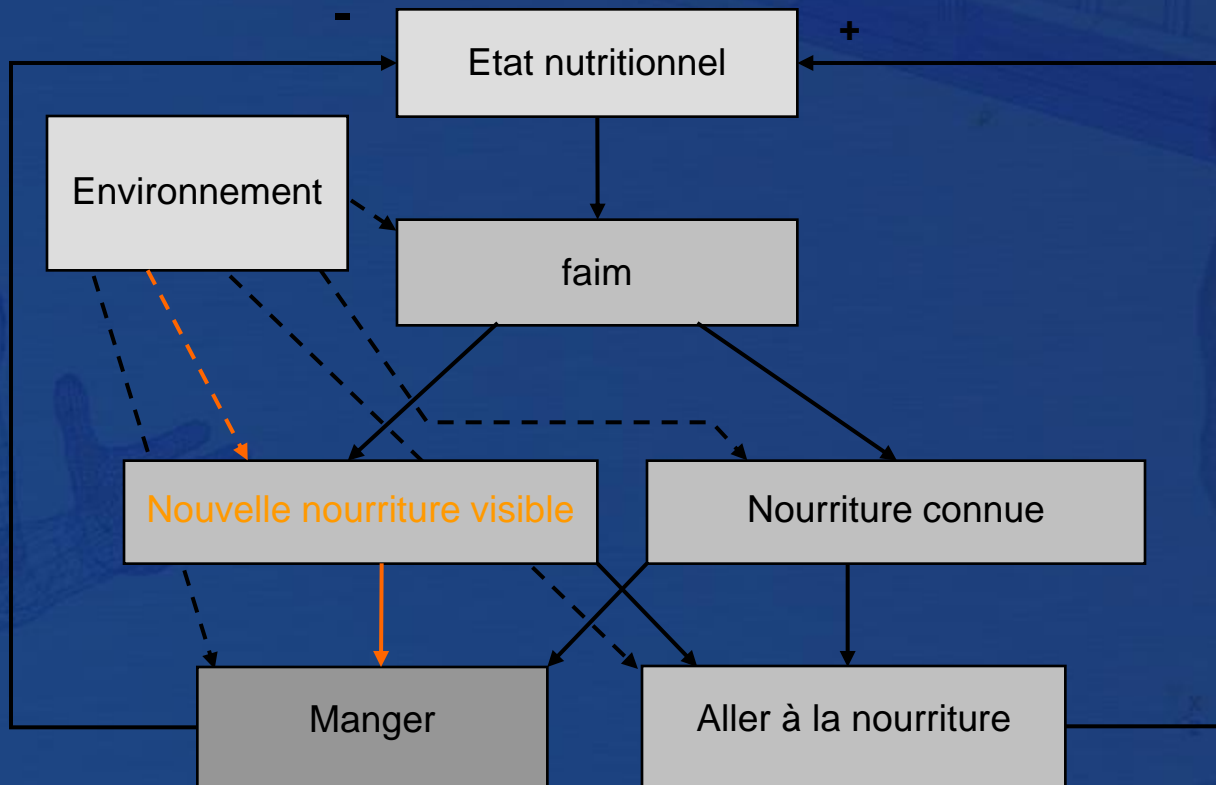 -
+
Etat nutritionnel
Environnement
faim
Nouvelle nourriture visible
Nourriture connue
Manger
Aller à la nourriture